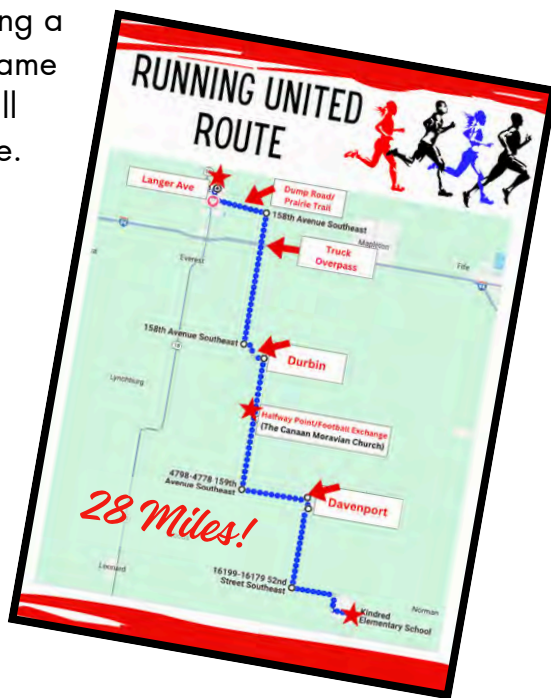 ng a
ame
ll
e.
RUNNING UNITED
ROUTE
Langer Ave
Dump Road/
Prairie Trail
158th Avenue Southeast
Mapleton
Truck
Overpass
Everest
Fife
158th Avenue Southeast
Durbin
Lynchburg
Halfway Point/Football Exchange
(The Canaan Moravian Church)
4798-4778 159th
Avenue Southeast
Davenport
28 Miles!
Leonard
16199-16179 52nd
Street Southeast
Norman
Kindred
Elementary School